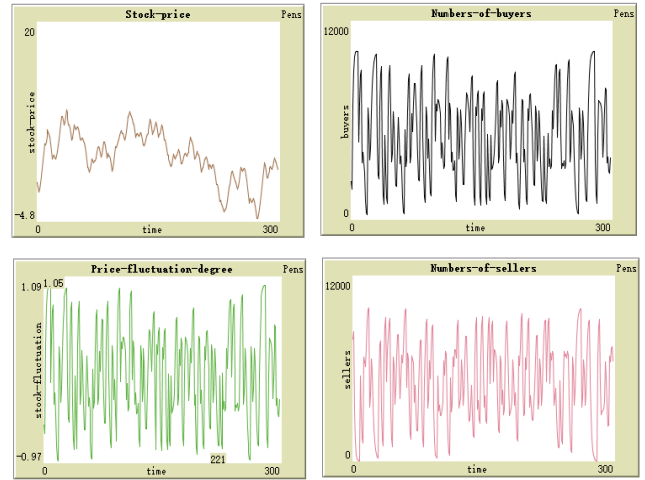 Stock-price Pens
20
stock-price
-4.8
0 time 300
Numbers-of-buyers Pens
12000
buyers
0
0 time 300
Price-fluctuation-degree Pens
1.09 1.05
stock-fluctuation
-0.97
221
0 time 300
Numbers-of-sellers Pens
12000
sellers
0
0 time 300